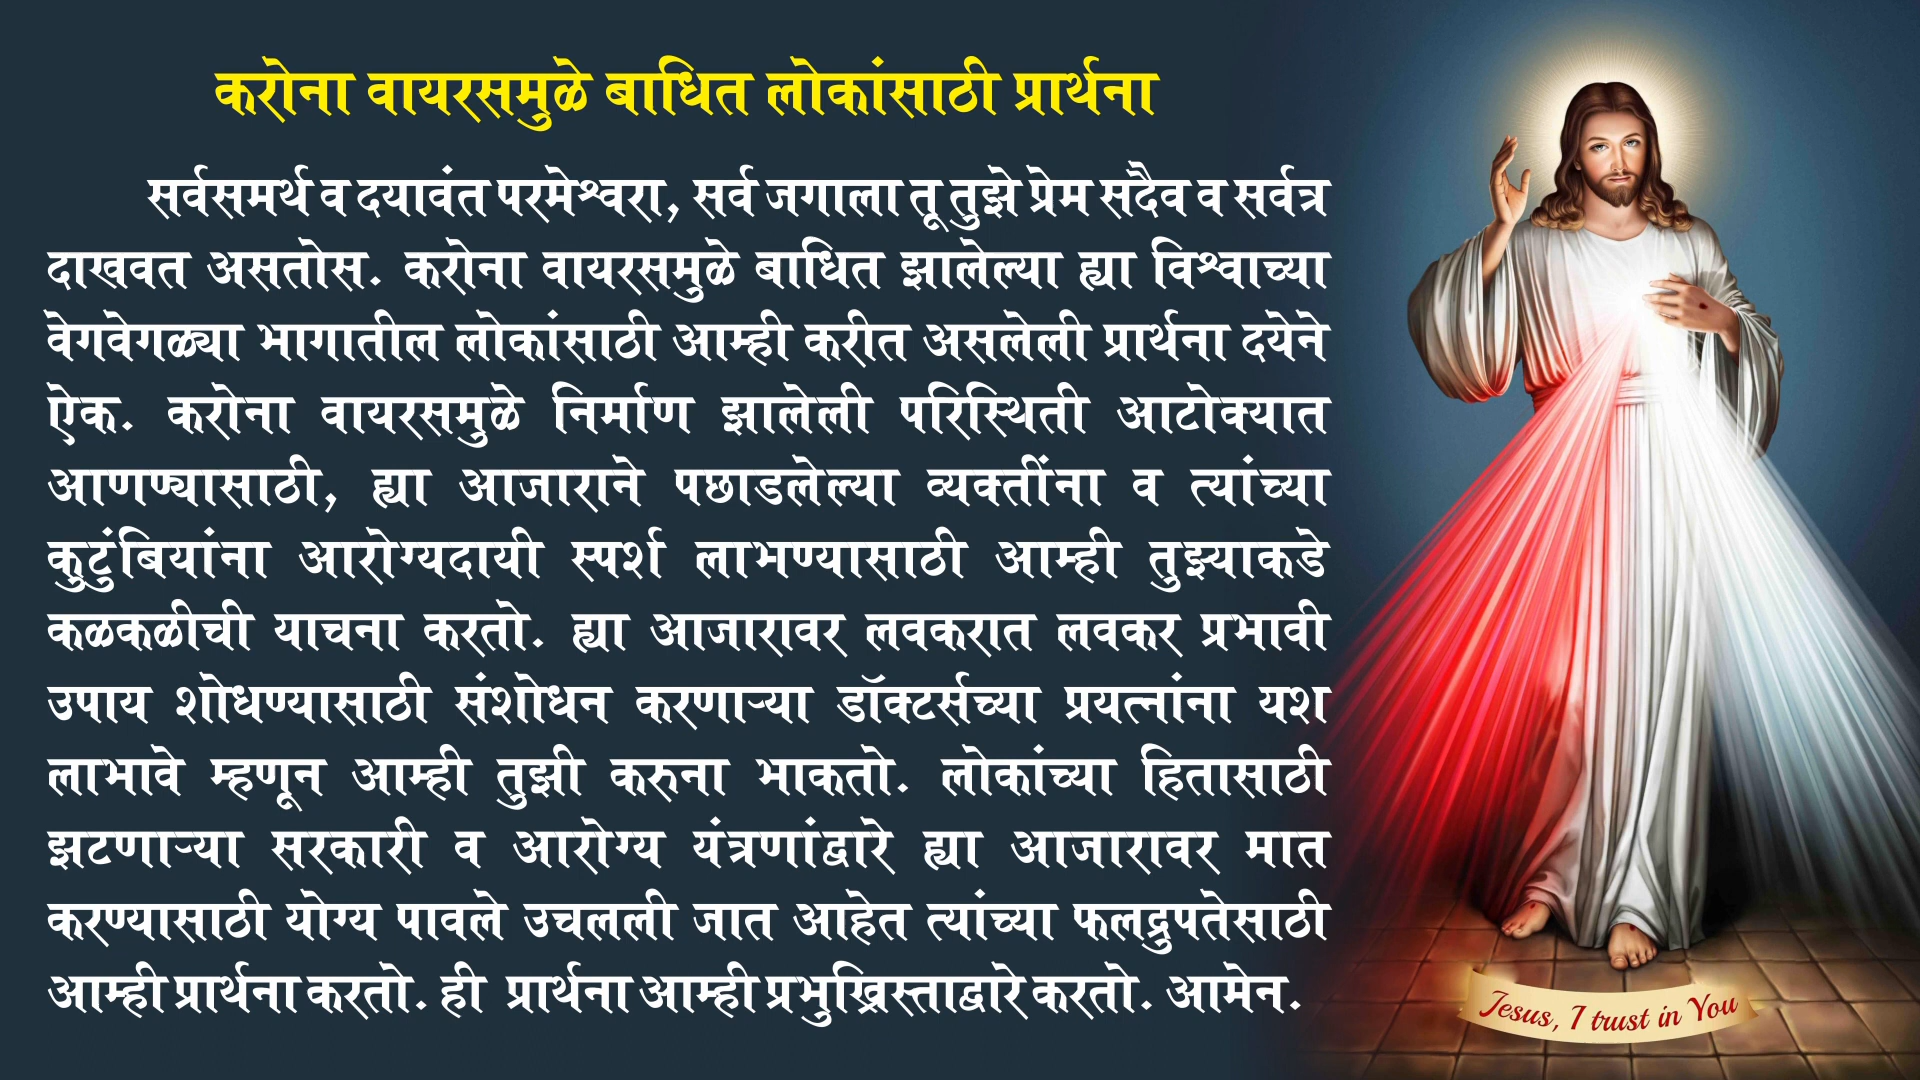 करोना वायरसमुळे बाधित लोकांसाठी प्रार्थना
सर्वसमर्थ व दयावंत परमेश्वरा, सर्व जगाला तू तुझे प्रेम सदैव व सर्वत्र
दाखवत असतोस. करोना वायरसमुळे बाधित झालेल्या ह्या विश्वाच्या
वेगवेगळ्या भागातील लोकांसाठी आम्ही करीत असलेली प्रार्थना दयेने
ऐक. करोना वायरसमुळे निर्माण झालेली परिस्थिती आटोक्यात
आणण्यासाठी, ह्या आजाराने पछाडलेल्या व्यक्तींना व त्यांच्या
कुटुंबियांना आरोग्यदायी स्पर्श लाभण्यासाठी आम्ही तुझ्याकडे
कळकळीची याचना करतो. ह्या आजारावर लवकरात लवकर प्रभावी
उपाय शोधण्यासाठी संशोधन करणाऱ्या डॉक्टर्सच्या प्रयत्नांना यश
लाभावे म्हणून आम्ही तुझी करुना भाकतो. लोकांच्या हितासाठी
झटणाऱ्या सरकारी व आरोग्य यंत्रणांद्वारे ह्या आजारावर मात
करण्यासाठी योग्य पावले उचलली जात आहेत त्यांच्या फलद्रुपतेसाठी
आम्ही प्रार्थना करतो. ही प्रार्थना आम्ही प्रभुख्रिस्ताद्वारे करतो. आमेन.
Jesus, I trust in You